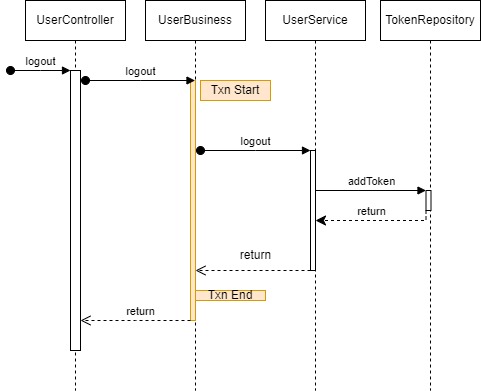 UserController
UserBusiness
UserService
TokenRepository
logout
logout
Txn Start
logout
addToken
return
return
Txn End
return